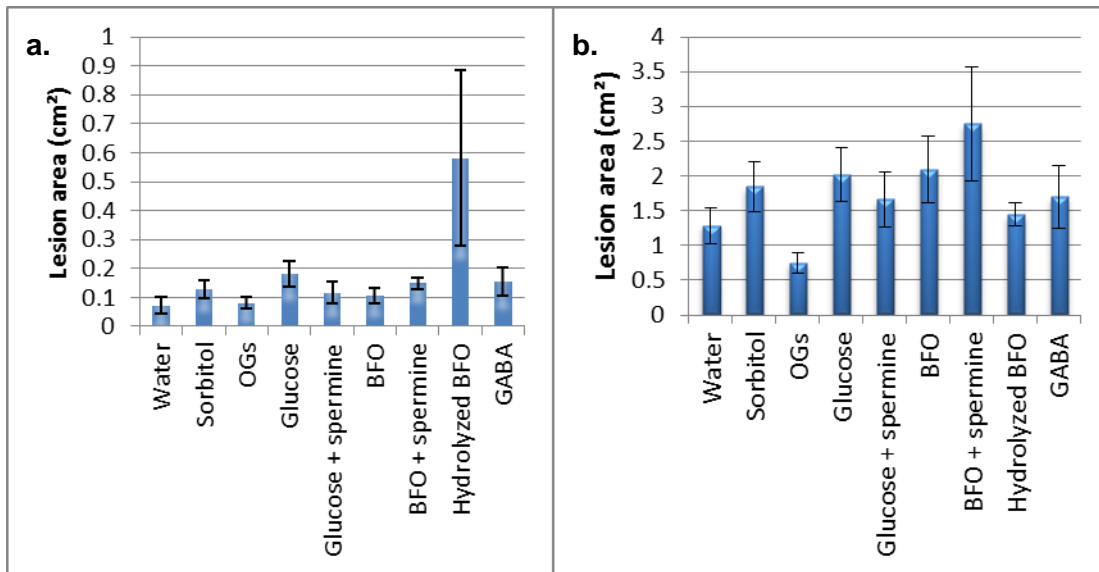 a.
Lesion area (cm²)
1
0.9
0.8
0.7
0.6
0.5
0.4
0.3
0.2
0.1
0
Water
Sorbitol
OGs
Glucose
Glucose + spermine
BFO
BFO + spermine
Hydrolyzed BFO
GABA
b.
Lesion area (cm²)
4
3.5
3
2.5
2
1.5
1
0.5
0
Water
Sorbitol
OGs
Glucose
Glucose + spermine
BFO
BFO + spermine
Hydrolyzed BFO
GABA